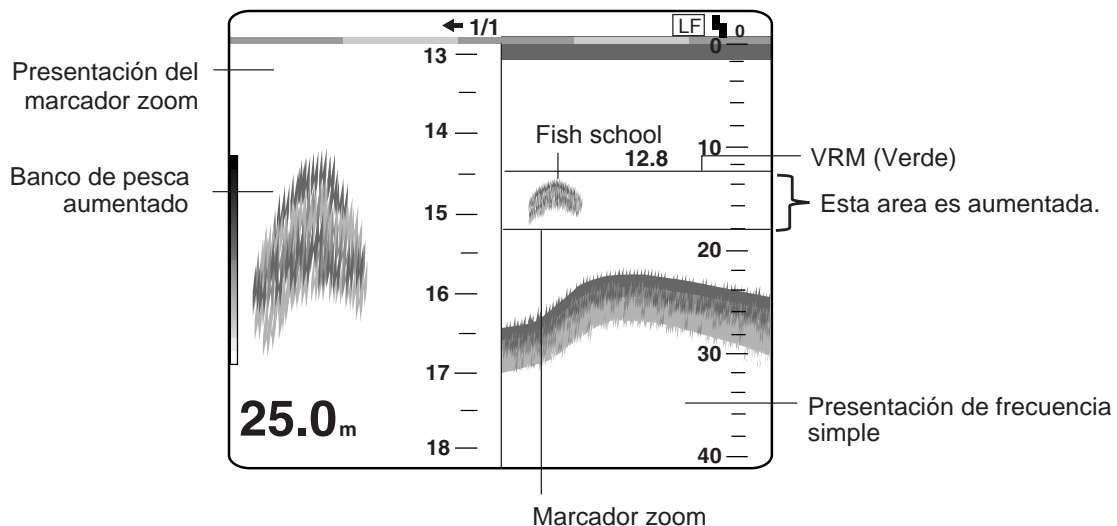 ← 1/1
LF
0
Presentación del
marcador zoom
Banco de pesca
aumentado
13
14
15
16
17
18
25.0m
0
10
20
30
40
Fish school
12.8
VRM (Verde)
Esta area es aumentada.
Presentación de frecuencia
simple
Marcador zoom